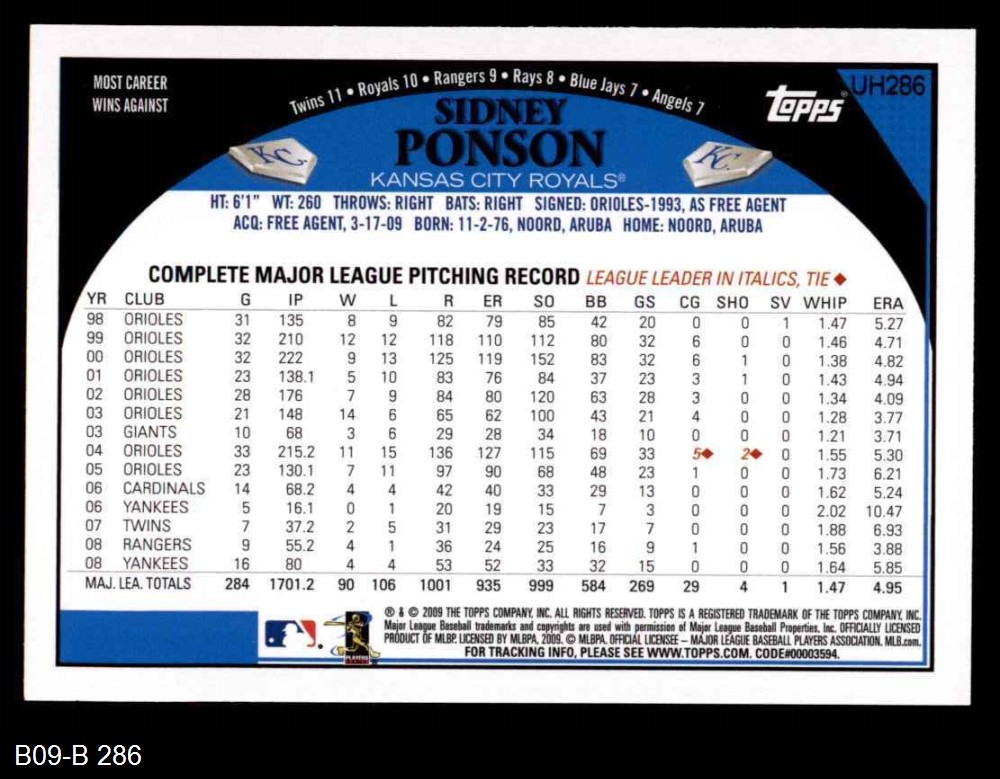 MOST CAREER
WINS AGAINST
Twins 11 • Royals 10 • Rangers 9 • Rays 8 • Blue Jays 7 • Angels 7
Topps®
UH286
SIDNEY
PONSON
KC
KC
KANSAS CITY ROYALS®
HT: 6'1" WT: 260 THROWS: RIGHT BATS: RIGHT SIGNED: ORIOLES-1993, AS FREE AGENT
ACQ: FREE AGENT, 3-17-09 BORN: 11-2-76, NOORD, ARUBA HOME: NOORD, ARUBA
COMPLETE MAJOR LEAGUE PITCHING RECORD LEAGUE LEADER IN ITALICS, TIE ◆
YR CLUB G IP W L R ER SO BB GS CG SHO SV WHIP ERA
98 ORIOLES 31 135 8 9 82 79 85 42 20 0 0 1 1.47 5.27
99 ORIOLES 32 210 12 12 118 110 112 80 32 6 0 0 1.46 4.71
00 ORIOLES 32 222 9 13 125 119 152 83 32 6 1 0 1.38 4.82
01 ORIOLES 23 138.1 5 10 83 76 84 37 23 3 1 0 1.43 4.94
02 ORIOLES 28 176 7 9 84 80 120 63 28 3 0 0 1.34 4.09
03 ORIOLES 21 148 14 6 65 62 100 43 21 4 0 0 1.28 3.77
03 GIANTS 10 68 3 6 29 28 34 18 10 0 0 0 1.21 3.71
04 ORIOLES 33 215.2 11 15 136 127 115 69 33 5◆ 2◆ 0 1.55 5.30
05 ORIOLES 23 130.1 7 11 97 90 68 48 23 1 0 0 1.73 6.21
06 CARDINALS 14 68.2 4 4 42 40 33 29 13 0 0 0 1.62 5.24
06 YANKEES 5 16.1 0 1 20 19 15 7 3 0 0 0 2.02 10.47
07 TWINS 7 37.2 2 5 31 29 23 17 7 0 0 0 1.88 6.93
08 RANGERS 9 55.2 4 1 36 24 25 16 9 1 0 0 1.56 3.88
08 YANKEES 16 80 4 4 53 52 33 32 15 0 0 0 1.64 5.85
MAJ. LEA. TOTALS 284 1701.2 90 106 1001 935 999 584 269 29 4 1 1.47 4.95
® & © 2009 THE TOPPS COMPANY, INC. ALL RIGHTS RESERVED. TOPPS IS A REGISTERED TRADEMARK OF THE TOPPS COMPANY, INC.
Major League Baseball trademarks and copyrights are used with permission of Major League Baseball Properties, Inc. OFFICIALLY LICENSED
PRODUCT OF MLBP. LICENSED BY MLBPA, 2009. © MLBPA. OFFICIAL LICENSEE – MAJOR LEAGUE BASEBALL PLAYERS ASSOCIATION. MLB.com.
FOR TRACKING INFO, PLEASE SEE WWW.TOPPS.COM. CODE#00003594.
B09-B 286